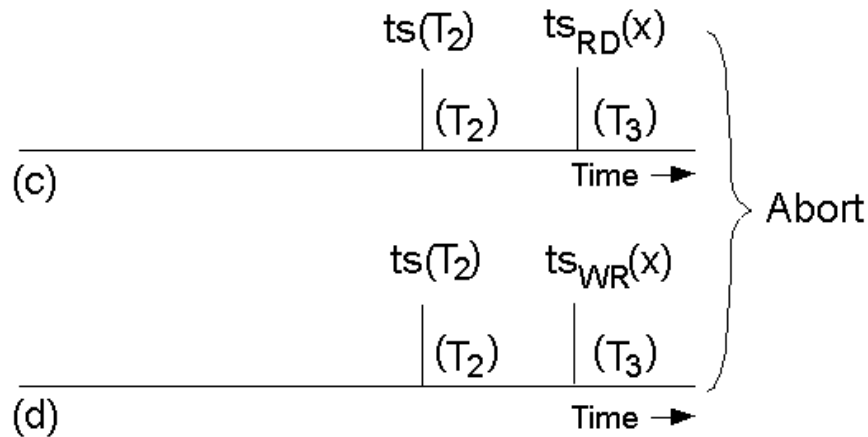 ts(T₂) ts_RD(x)
(T₂) (T₃)
(c) Time
Abort
ts(T₂) ts_WR(x)
(T₂) (T₃)
(d) Time